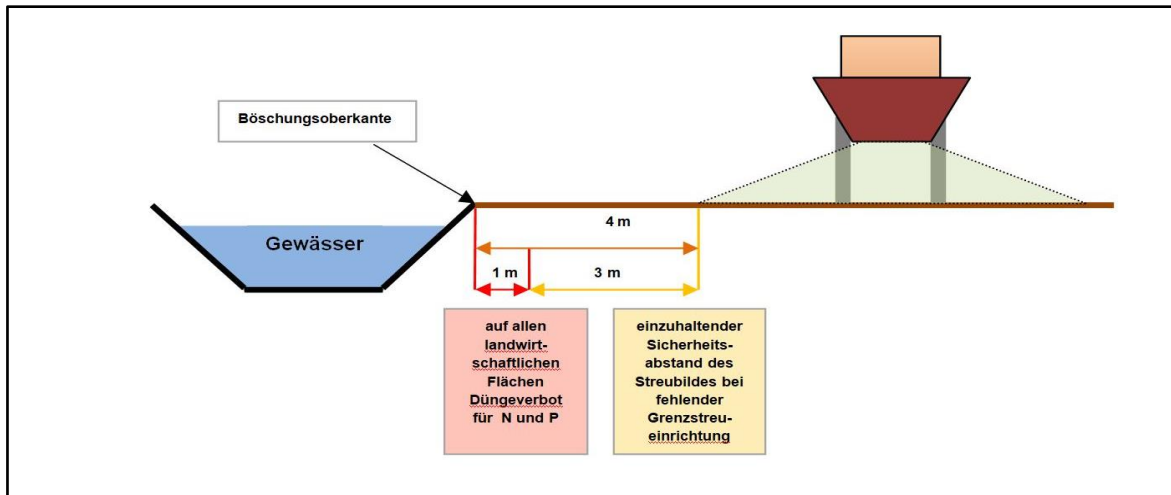 Böschungsoberkante
Gewässer
4 m
1 m
3 m
auf allen
landwirt-
schaftlichen
Flächen
Düngeverbot
für N und P
einzuhaltender
Sicherheits-
abstand des
Streubildes bei
fehlender
Grenzstreu-
einrichtung